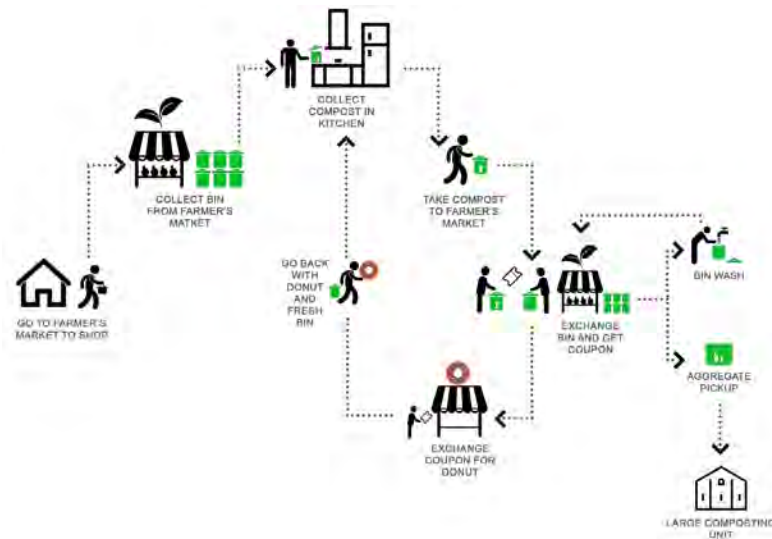 COLLECT
COMPOST IN
KITCHEN
COLLECT BIN
FROM FARMER'S
MATKET
TAKE COMPOST
TO FARMER'S
MARKET
GO TO FARMER'S
MARKET TO SHOP
GO BACK
WITH
DONUT
AND
FRESH
BIN
EXCHANGE
BIN AND GET
COUPON
BIN WASH
AGGREGATE
PICKUP
EXCHANGE
COUPON FOR
DONUT
LARGE COMPOSTING
UNIT